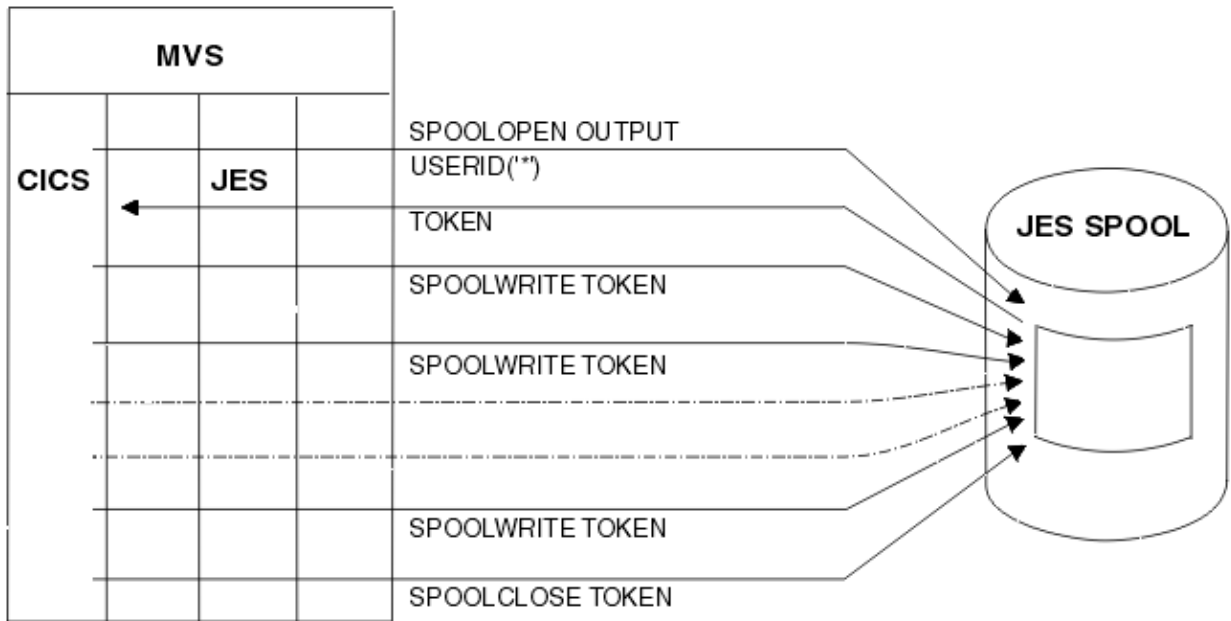 MVS
SPOOLOPEN OUTPUT
USERID('*')
CICS
JES
TOKEN
JES SPOOL
SPOOLWRITE TOKEN
SPOOLWRITE TOKEN
SPOOLWRITE TOKEN
SPOOLCLOSE TOKEN